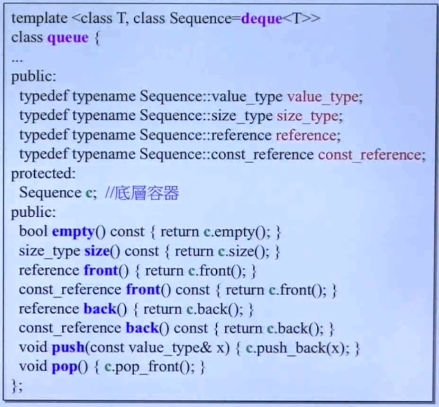 template <class T, class Sequence=deque<T>>
class queue {
...
public:
typedef typename Sequence::value_type value_type;
typedef typename Sequence::size_type size_type;
typedef typename Sequence::reference reference;
typedef typename Sequence::const_reference const_reference;
protected:
Sequence c; //底層容器
public:
bool empty() const { return c.empty(); }
size_type size() const { return c.size(); }
reference front() { return c.front(); }
const_reference front() const { return c.front(); }
reference back() { return c.back(); }
const_reference back() const { return c.back(); }
void push(const value_type& x) { c.push_back(x); }
void pop() { c.pop_front(); }
};